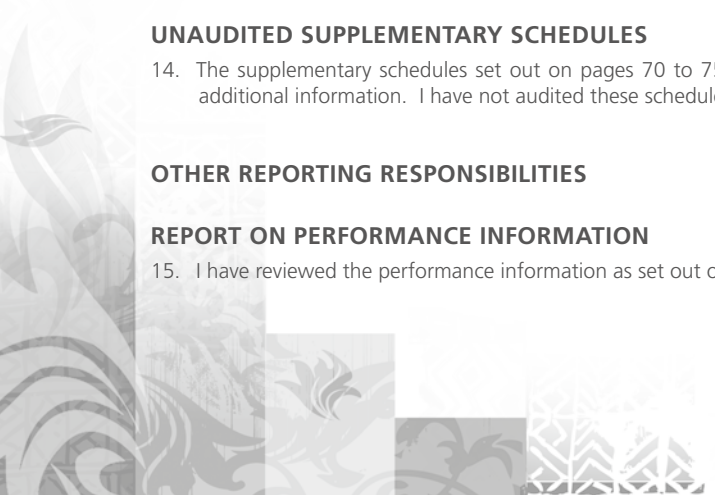 UNAUDITED SUPPLEMENTARY SCHEDULES
14. The supplementary schedules set out on pages 70 to
additional information. I have not audited these
OTHER REPORTING RESPONSIBILITIES
REPORT ON PERFORMANCE INFORMATION
15. I have reviewed the performance information as set out